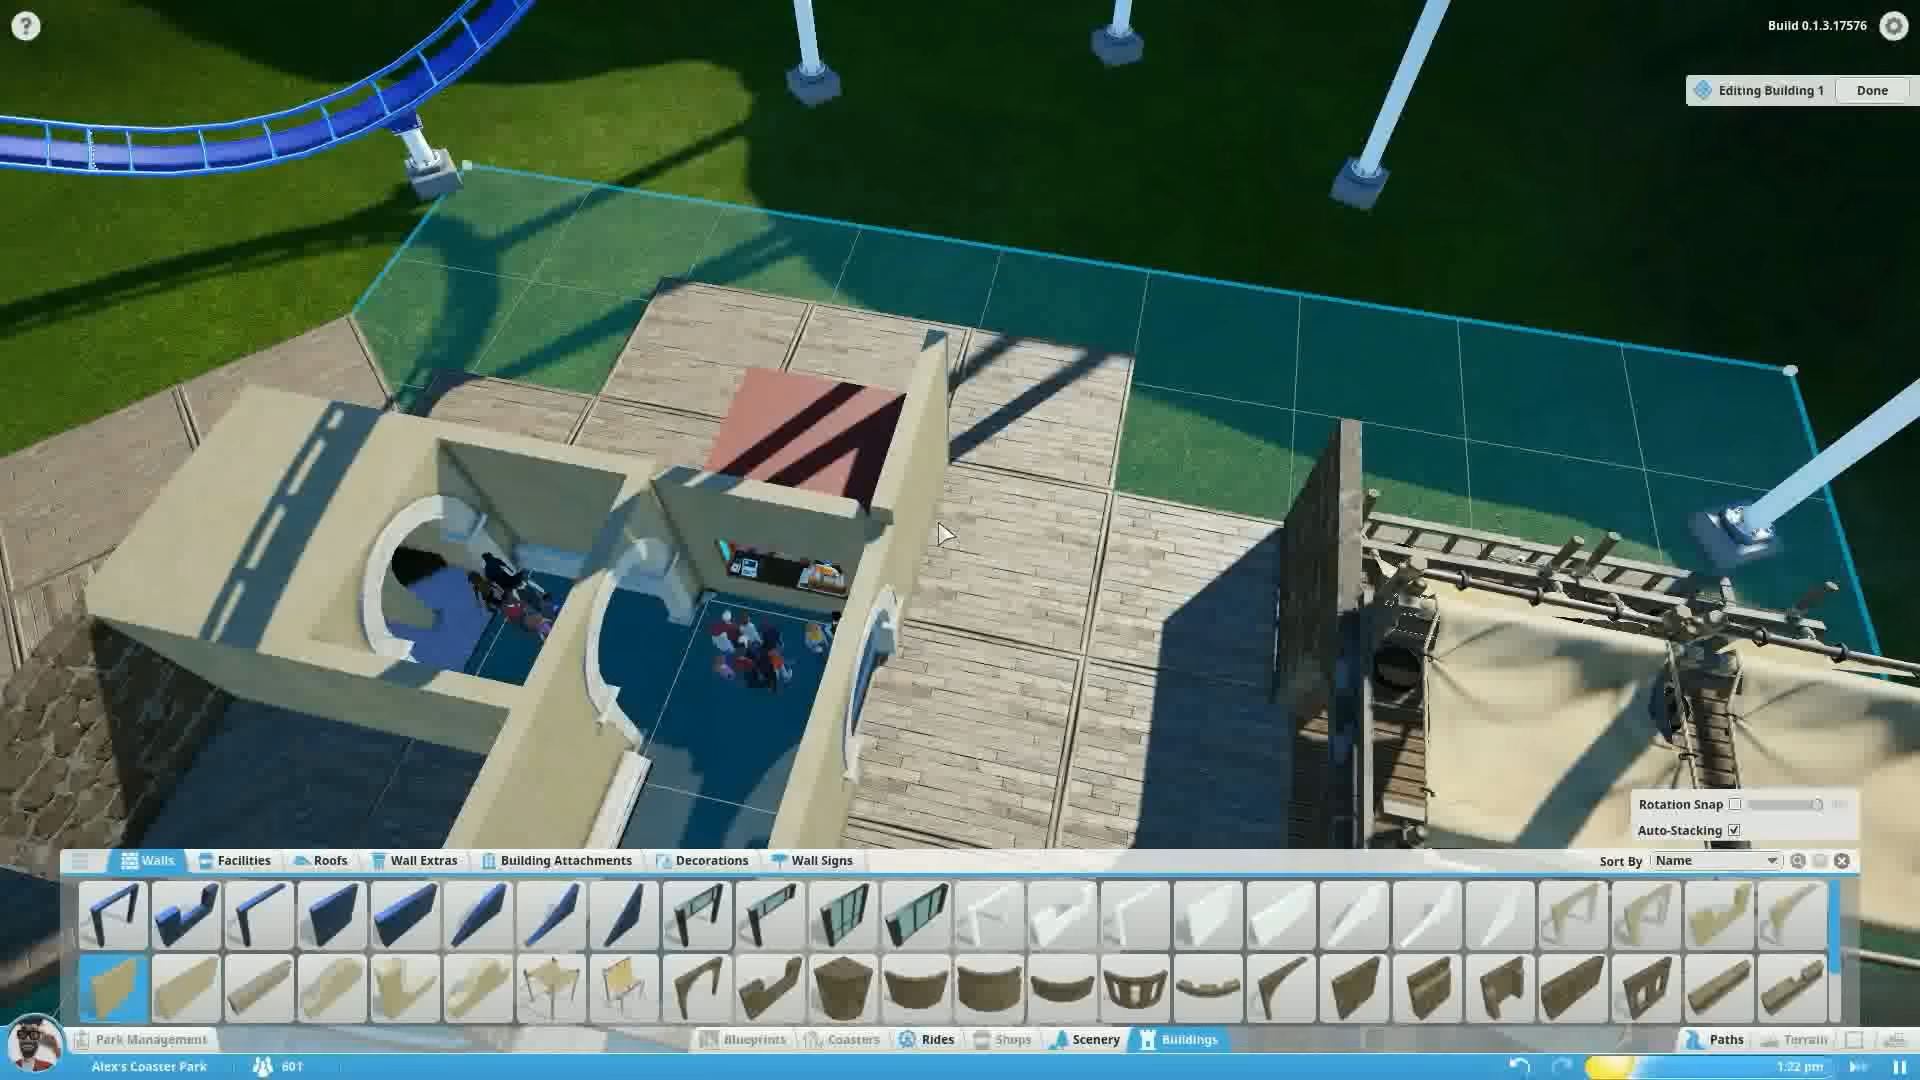 ?
Build 0.1.3.17576
Editing Building 1 Done
Rotation Snap
Auto-Stacking
Walls Facilities Roofs Wall Extras Building Attachments Decorations Wall Signs Sort By Name
Park Management Blueprints Coasters Rides Shops Scenery Buildings Paths Terrain
Alex's Coaster Park 601 1:22 pm